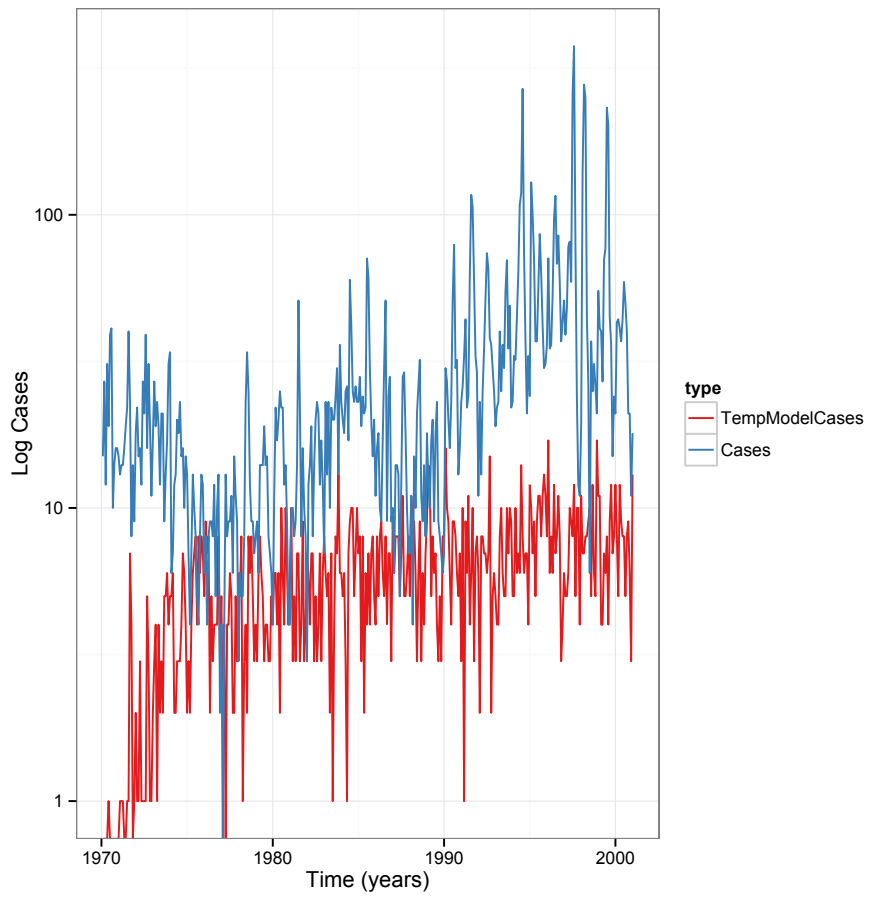 Log Cases
100
10
1
1970 1980 1990 2000
Time (years)
type
TempModelCases
Cases